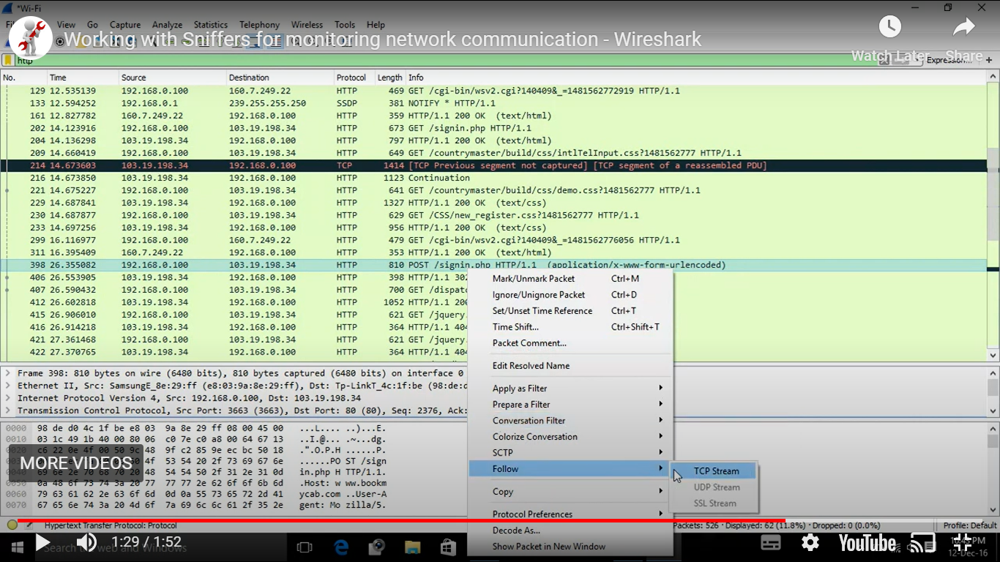 *Wi-Fi
View Go Capture Analyze Statistics Telephony Wireless Tools Help
Working with Sniffers for monitoring network communication - Wireshark
Watch Later Share
http
Expression... +
No. Time Source Destination Protocol Length Info
129 12.535139 192.168.0.100 160.7.249.22 HTTP 469 GET /cgi-bin/wsv2.cgi?140409&_=1481562772919 HTTP/1.1
133 12.594252 192.168.0.1 239.255.255.250 SSDP 381 NOTIFY * HTTP/1.1
161 12.827782 160.7.249.22 192.168.0.100 HTTP 359 HTTP/1.1 200 OK (text/html)
202 14.123916 192.168.0.100 103.19.198.34 HTTP 673 GET /signin.php HTTP/1.1
204 14.136298 103.19.198.34 192.168.0.100 HTTP 797 HTTP/1.1 200 OK (text/html)
209 14.660419 192.168.0.100 103.19.198.34 HTTP 649 GET /countrymaster/build/css/intlTelInput.css?1481562777 HTTP/1.1
214 14.673603 103.19.198.34 192.168.0.100 TCP 1414 [TCP Previous segment not captured] [TCP segment of a reassembled PDU]
216 14.673850 103.19.198.34 192.168.0.100 HTTP 1123 Continuation
221 14.675227 192.168.0.100 103.19.198.34 HTTP 641 GET /countrymaster/build/css/demo.css?1481562777 HTTP/1.1
229 14.687841 103.19.198.34 192.168.0.100 HTTP 1327 HTTP/1.1 200 OK (text/css)
230 14.687877 192.168.0.100 103.19.198.34 HTTP 629 GET /CSS/new_register.css?1481562777 HTTP/1.1
233 14.697256 103.19.198.34 192.168.0.100 HTTP 956 HTTP/1.1 200 OK (text/css)
299 16.116977 192.168.0.100 160.7.249.22 HTTP 479 GET /cgi-bin/wsv2.cgi?140409&_=1481562776056 HTTP/1.1
311 16.395409 160.7.249.22 192.168.0.100 HTTP 353 HTTP/1.1 200 OK (text/html)
398 26.355082 192.168.0.100 103.19.198.34 HTTP 810 POST /signin.php HTTP/1.1 (application/x-www-form-urlencoded)
406 26.553905 103.19.198.34 192.168.0.100 HTTP 398 HTTP/1.1 302
407 26.590432 192.168.0.100 103.19.198.34 HTTP 700 GET /dispatc
412 26.602818 103.19.198.34 192.168.0.100 HTTP 1052 HTTP/1.1 200
415 26.906010 192.168.0.100 103.19.198.34 HTTP 621 GET /jquery.
416 26.914218 103.19.198.34 192.168.0.100 HTTP 364 HTTP/1.1 404
421 27.361468 192.168.0.100 103.19.198.34 HTTP 621 GET /jquery.
422 27.370765 103.19.198.34 192.168.0.100 HTTP 364 HTTP/1.1 404
Mark/Unmark Packet Ctrl+M
Ignore/Unignore Packet Ctrl+D
Set/Unset Time Reference Ctrl+T
Time Shift... Ctrl+Shift+T
Packet Comment...
Edit Resolved Name
Apply as Filter
Prepare a Filter
Conversation Filter
Colorize Conversation
SCTP
Follow
Copy
Protocol Preferences
Decode As...
Show Packet in New Window
TCP Stream
UDP Stream
SSL Stream
Frame 398: 810 bytes on wire (6480 bits), 810 bytes captured (6480 bits) on interface 0
Ethernet II, Src: SamsungE_8e:29:ff (e8:03:9a:8e:29:ff), Dst: Tp-LinkT_4c:1f:be (98:de:d
Internet Protocol Version 4, Src: 192.168.0.100, Dst: 103.19.198.34
Transmission Control Protocol, Src Port: 3663 (3663), Dst Port: 80 (80), Seq: 2376, Ack:
0000 98 de d0 4c 1f be e8 03 9a 8e 29 ff 08 00 45 00 ...L.... ..)...E.
0010 03 1c 49 1b 40 00 80 06 c0 7e c0 a8 00 64 67 13 ..I.@... .~...dg.
c6 22 0e 4f 00 50 9c 48 9f c2 85 9e ec bc 50 18 .".O.P.H ......P.
4f 53 54 20 2f 73 69 67 6e ......PO ST /sign
0040 69 6e 2e 70 68 70 20 48 54 54 50 2f 31 2e 31 0d in.php H TTP/1.1.
0050 0a 48 6f 73 74 3a 20 77 77 77 2e 62 6f 6f 6b 6d .Host: w ww.bookm
0060 79 63 61 62 2e 63 6f 6d 0d 0a 55 73 65 72 2d 41 ycab.com ..User-A
0070 67 65 6e 74 3a 20 4d 6f 7a 69 6c 6c 61 2f 35 2e gent: Mo zilla/5.
MORE VIDEOS
Hypertext Transfer Protocol: Protocol
Packets: 526 · Displayed: 62 (11.8%) · Dropped: 0 (0.0%)
Profile: Default
Search the web and Windows
1:29 / 1:52
YouTube
10:43 PM
12-Dec-16